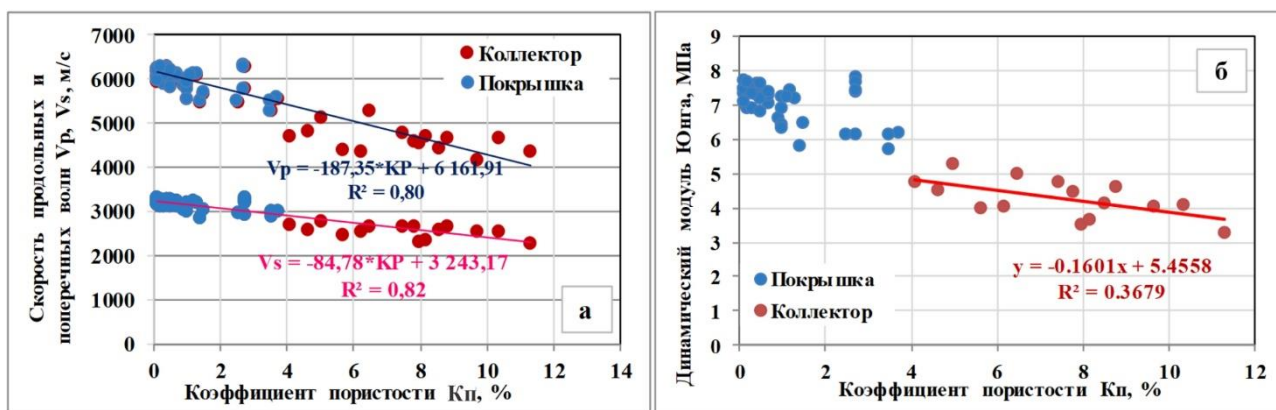 Скорость продольных и
поперечных волн Vp, Vs, м/с
7000
6000
5000
4000
3000
2000
1000
0
Коллектор
Покрышка
Vp = -187,35*KP + 6 161,91
R² = 0,80
Vs = -84,78*KP + 3 243,17
R² = 0,82
а
0 2 4 6 8 10 12 14
Коэффициент пористости Кп, %
Динамический модуль Юнга, МПа
9
8
7
6
5
4
3
2
1
0
б
y = -0.1601x + 5.4558
R² = 0.3679
Покрышка
Коллектор
0 2 4 6 8 10 12
Коэффициент пористости Кп, %